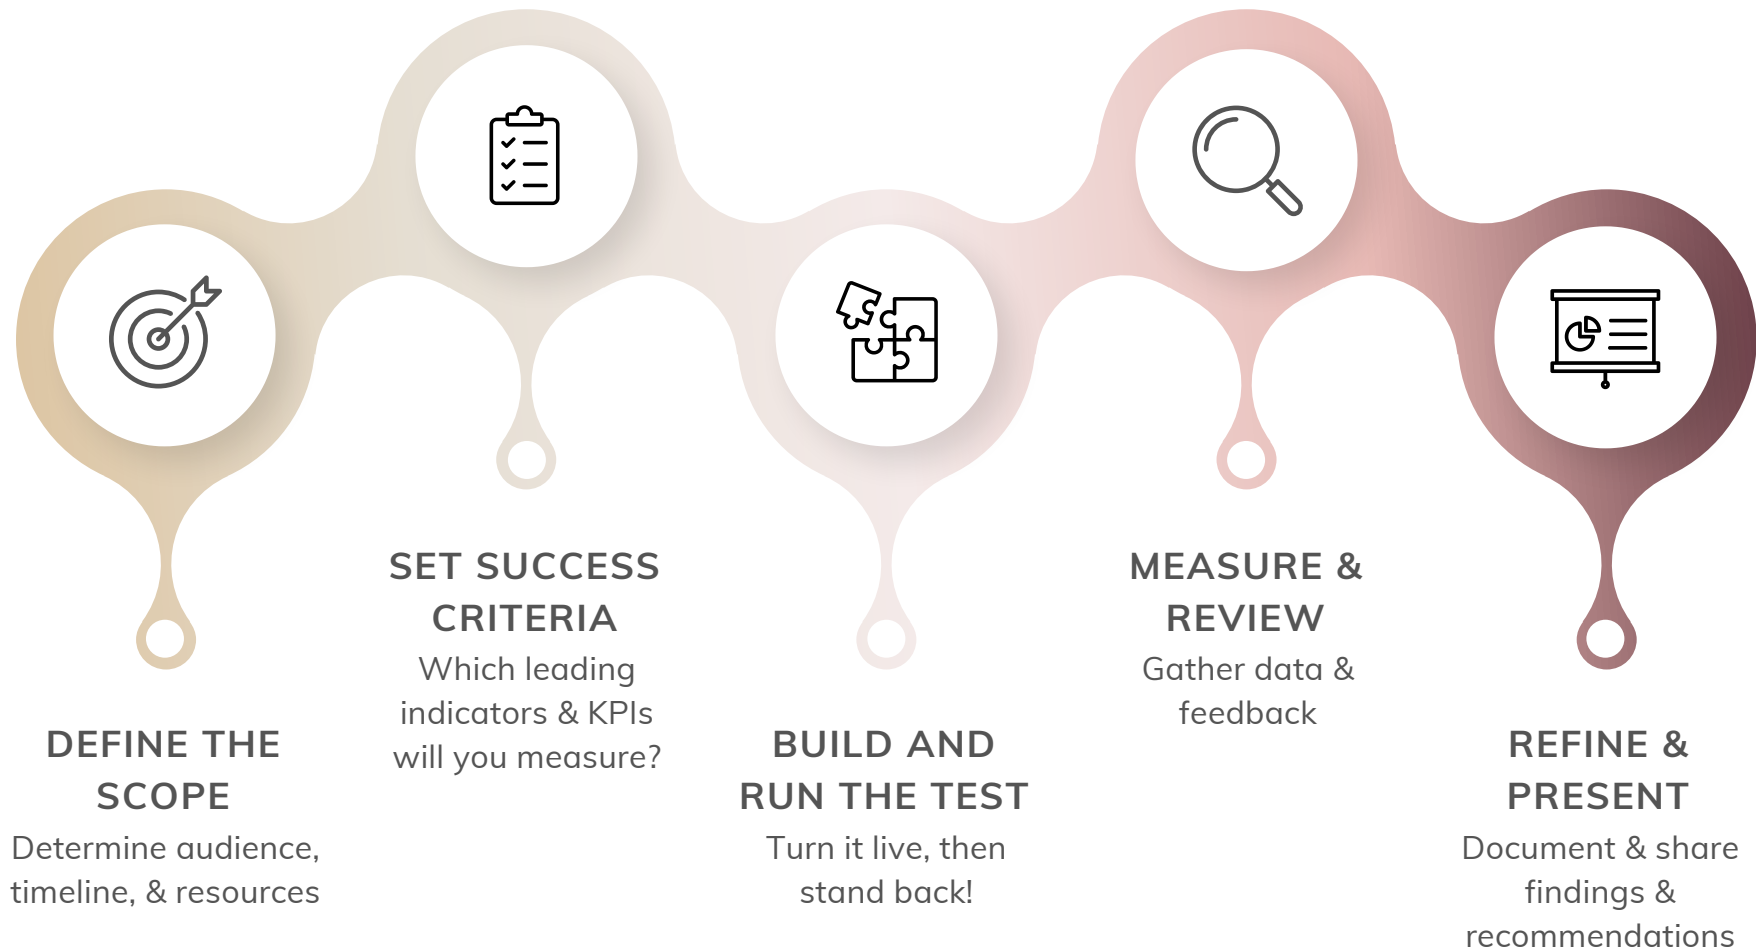 DEFINE THE
SCOPE
Determine audience,
timeline, & resources
SET SUCCESS
CRITERIA
Which leading
indicators & KPIs
will you measure?
BUILD AND
RUN THE TEST
Turn it live, then
stand back!
MEASURE &
REVIEW
Gather data &
feedback
REFINE &
PRESENT
Document & share
findings &
recommendations